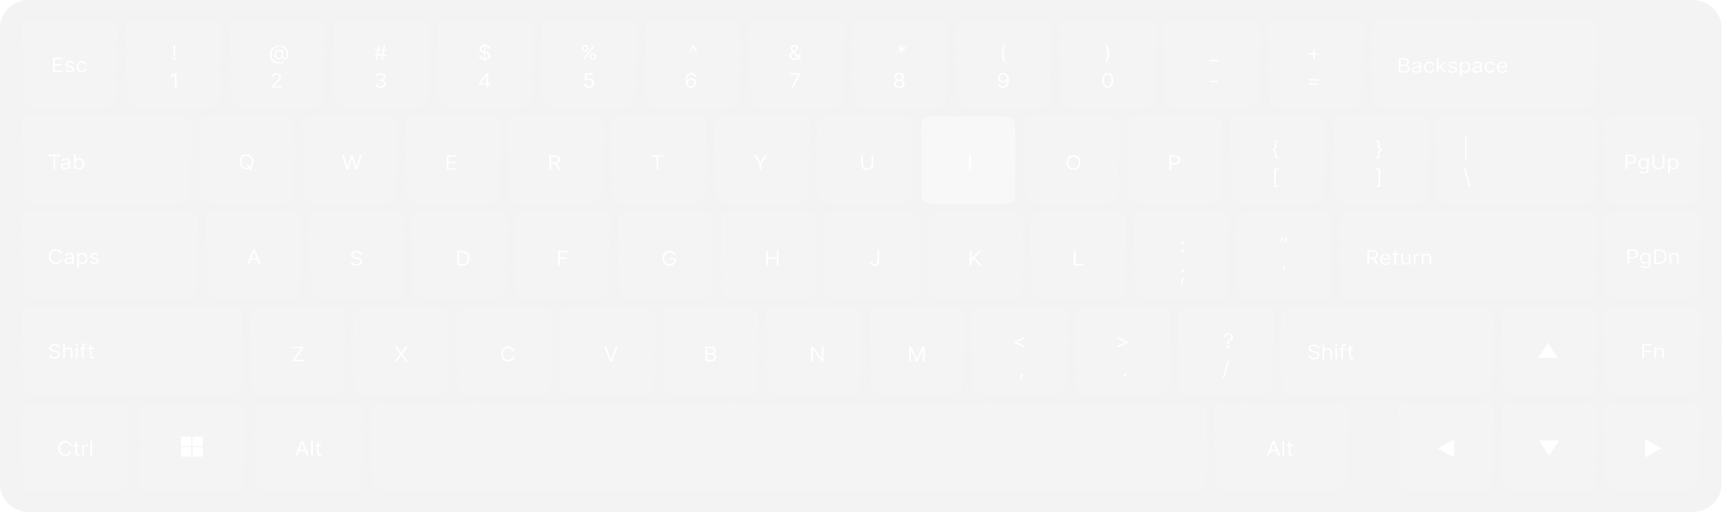 Esc ! @ # $ % ^ & * ( ) _ + Backspace
1 2 3 4 5 6 7 8 9 0 - =
Tab Q W E R T Y U I O P { } | PgUp
[ ] \
Caps A S D F G H J K L : " Return PgDn
; '
Shift Z X C V B N M < > ? Shift Fn
, . /
Ctrl Alt Alt